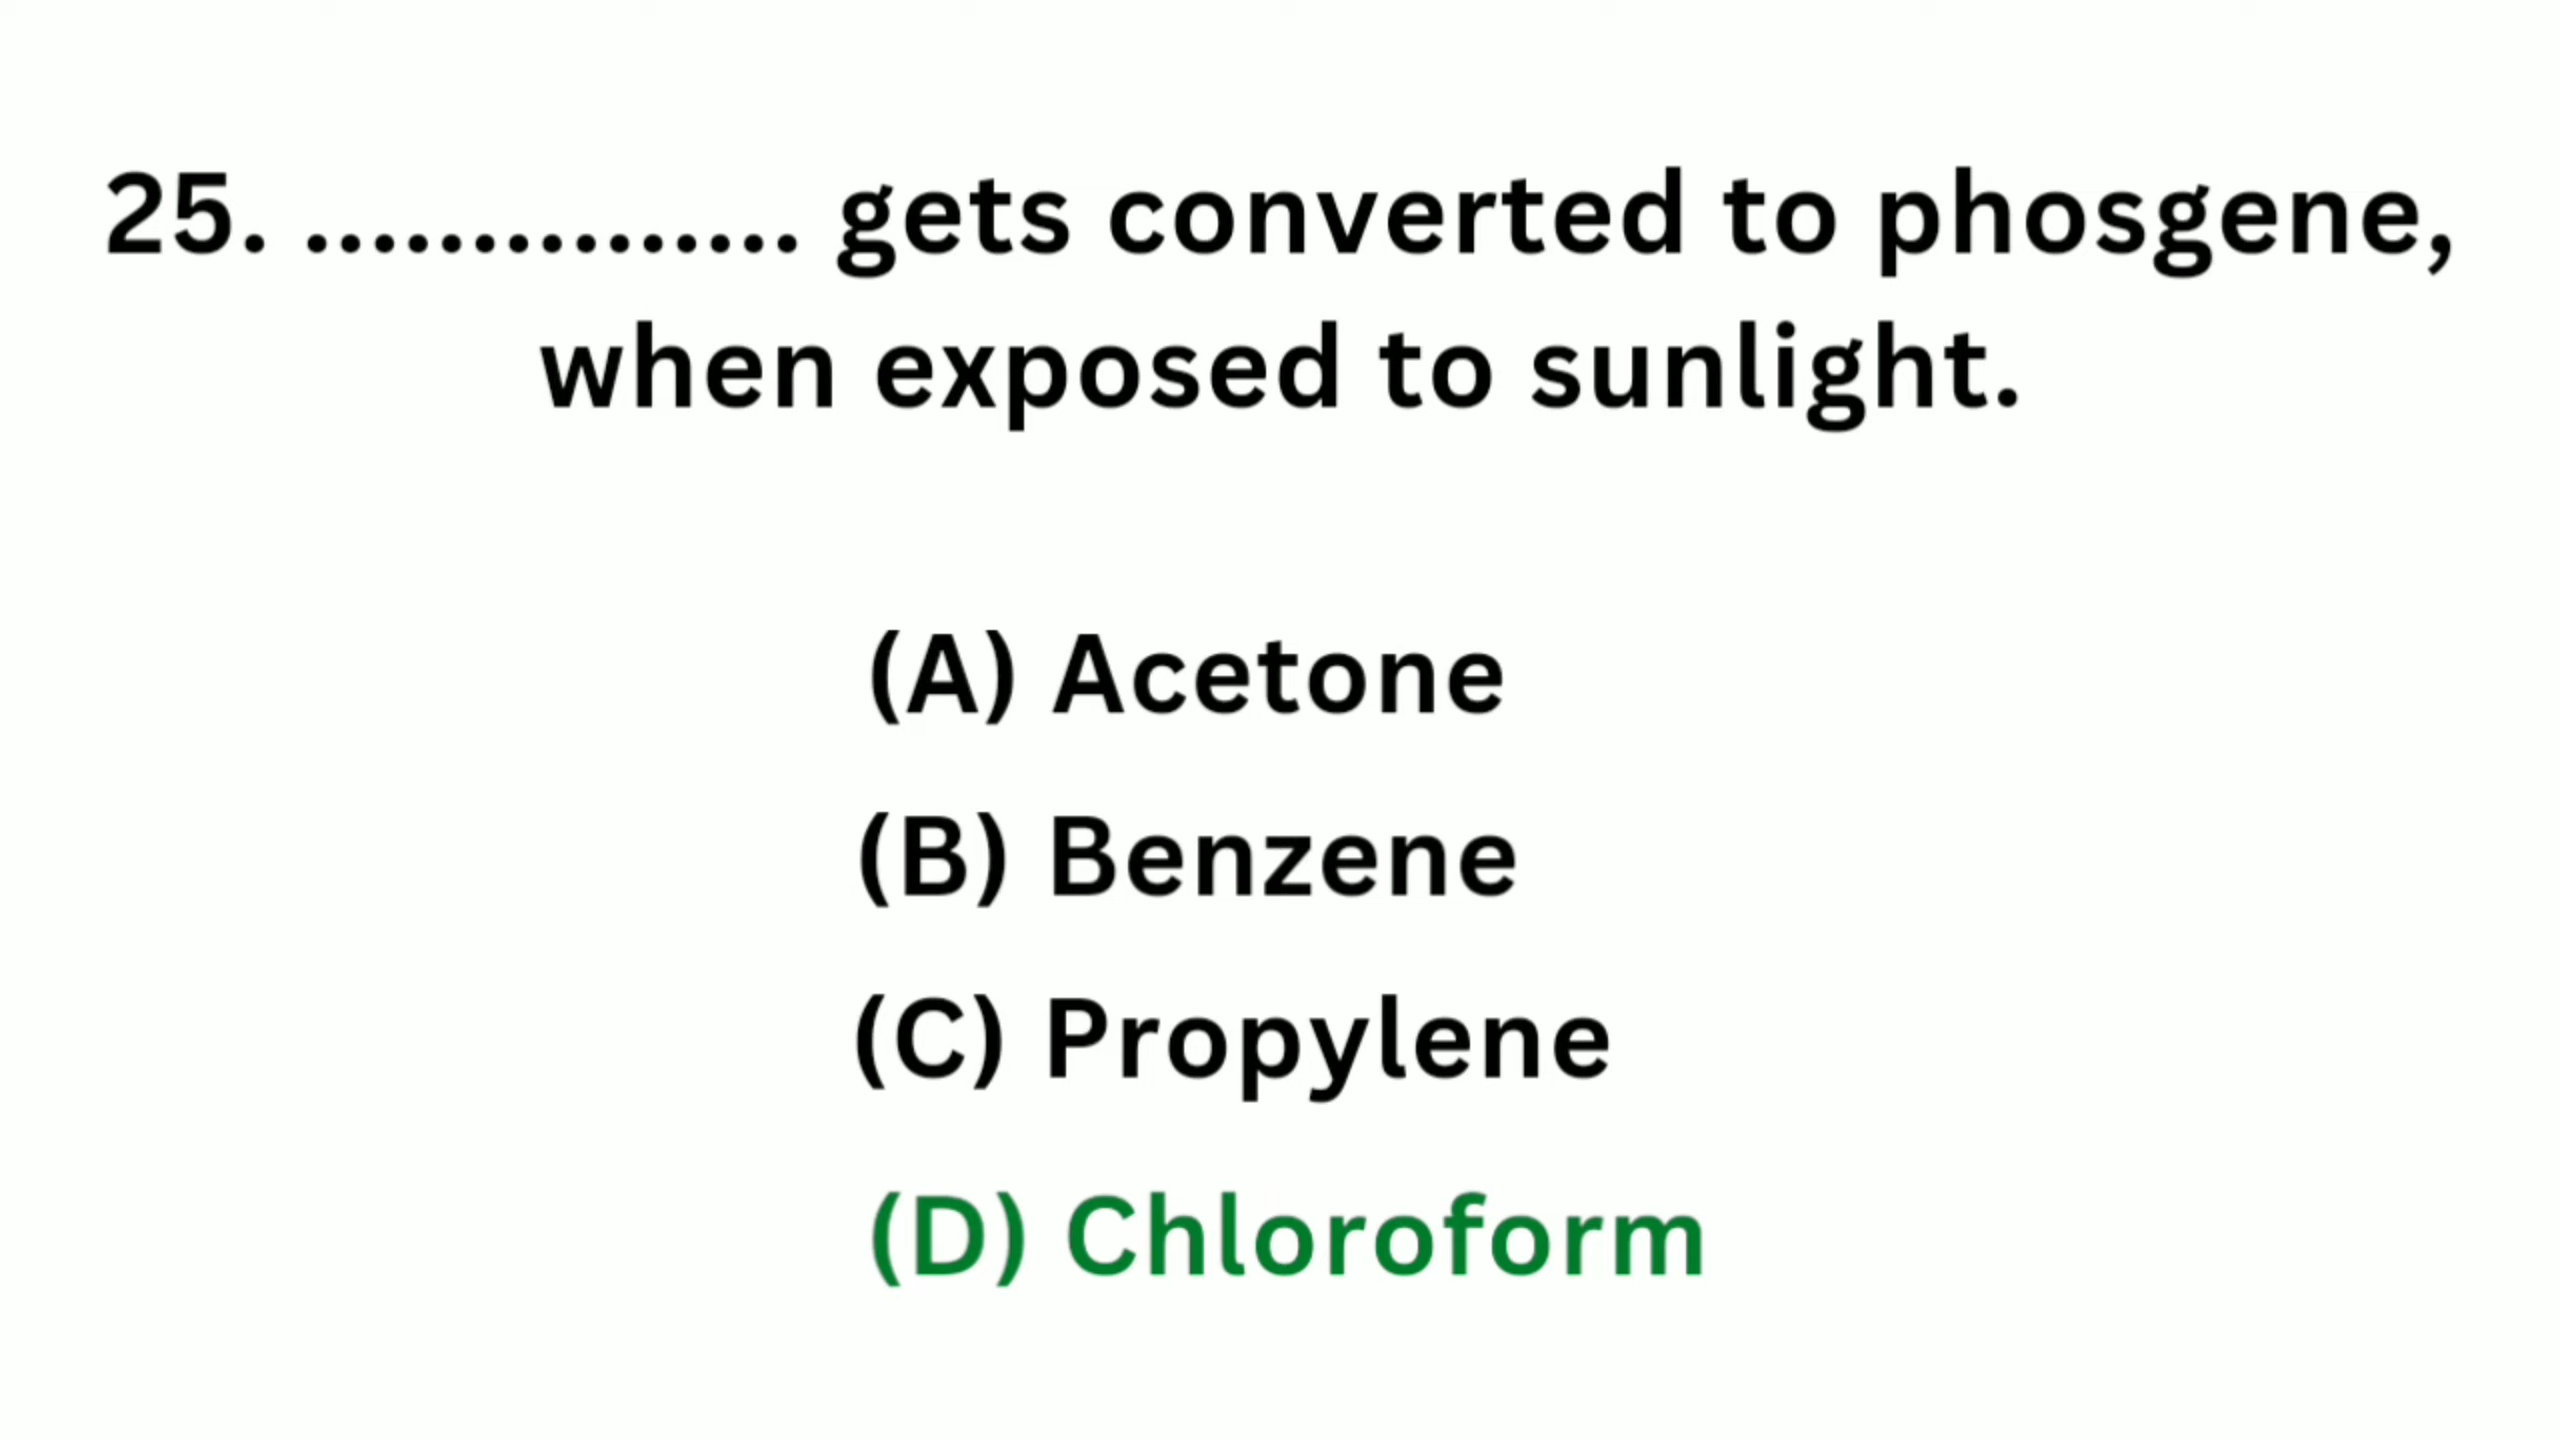 25. ............... gets converted to phosgene,
when exposed to sunlight.
(A) Acetone
(B) Benzene
(C) Propylene
(D) Chloroform